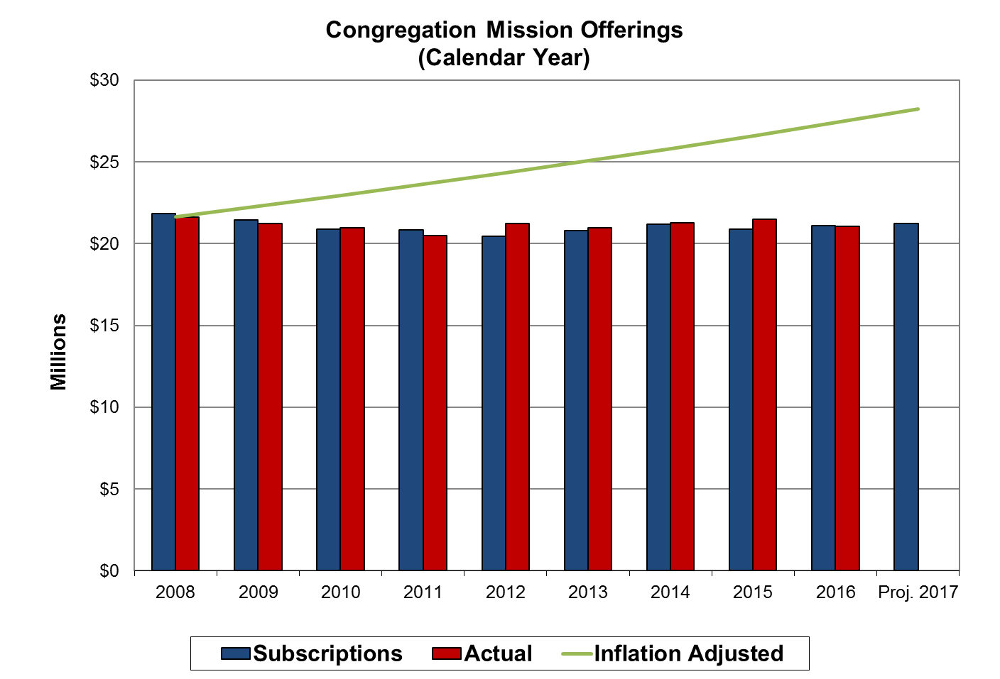 Congregation Mission Offerings
(Calendar Year)
$30
$25
$20
$15
$10
$5
$0
Millions
2008 2009 2010 2011 2012 2013 2014 2015 2016 Proj. 2017
Subscriptions Actual Inflation Adjusted